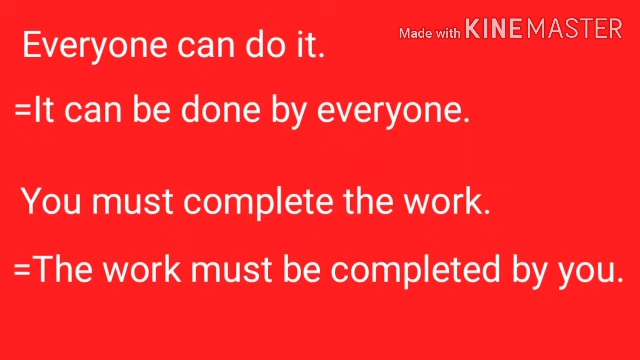 Everyone can do it.
Made with KINEMASTER
=It can be done by everyone.
You must complete the work.
=The work must be completed by you.